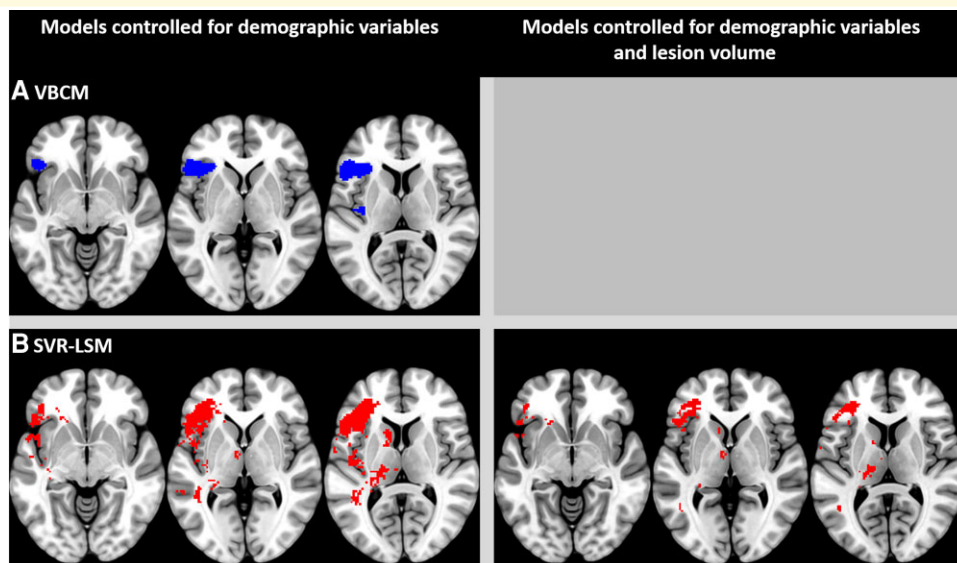 Models controlled for demographic variables
Models controlled for demographic variables
and lesion volume
A VBCM
B SVR-LSM